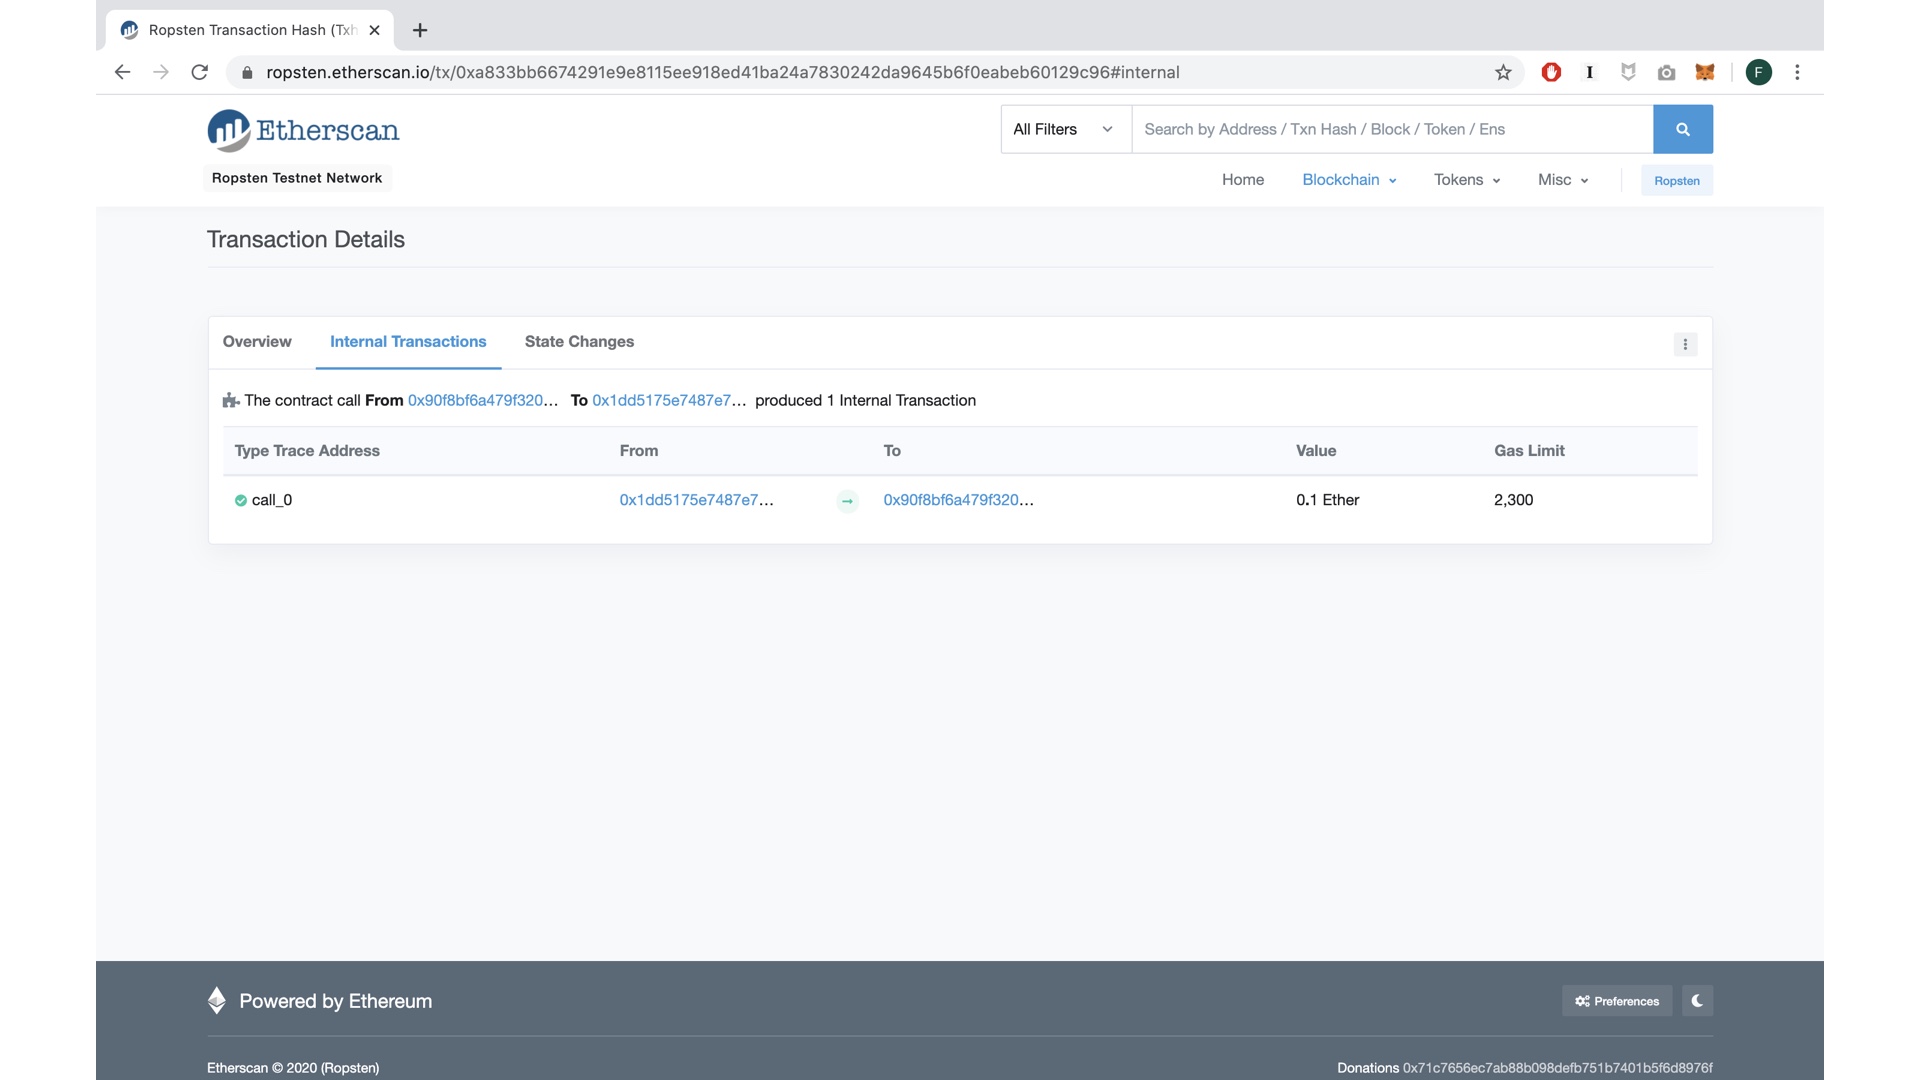 Ropsten Transaction Hash (Txh
ropsten.etherscan.io/tx/0xa833bb6674291e9e8115ee918ed41ba24a7830242da9645b6f0eabeb60129c96#internal
F
Etherscan
All Filters
Search by Address / Txn Hash / Block / Token / Ens
Ropsten Testnet Network
Home Blockchain Tokens Misc Ropsten
Transaction Details
Overview Internal Transactions State Changes
The contract call From 0x90f8bf6a479f320... To 0x1dd5175e7487e7... produced 1 Internal Transaction
Type Trace Address From To Value Gas Limit
call_0 0x1dd5175e7487e7... 0x90f8bf6a479f320... 0.1 Ether 2,300
Powered by Ethereum
Preferences
Etherscan © 2020 (Ropsten)
Donations 0x71c7656ec7ab88b098defb751b7401b5f6d8976f